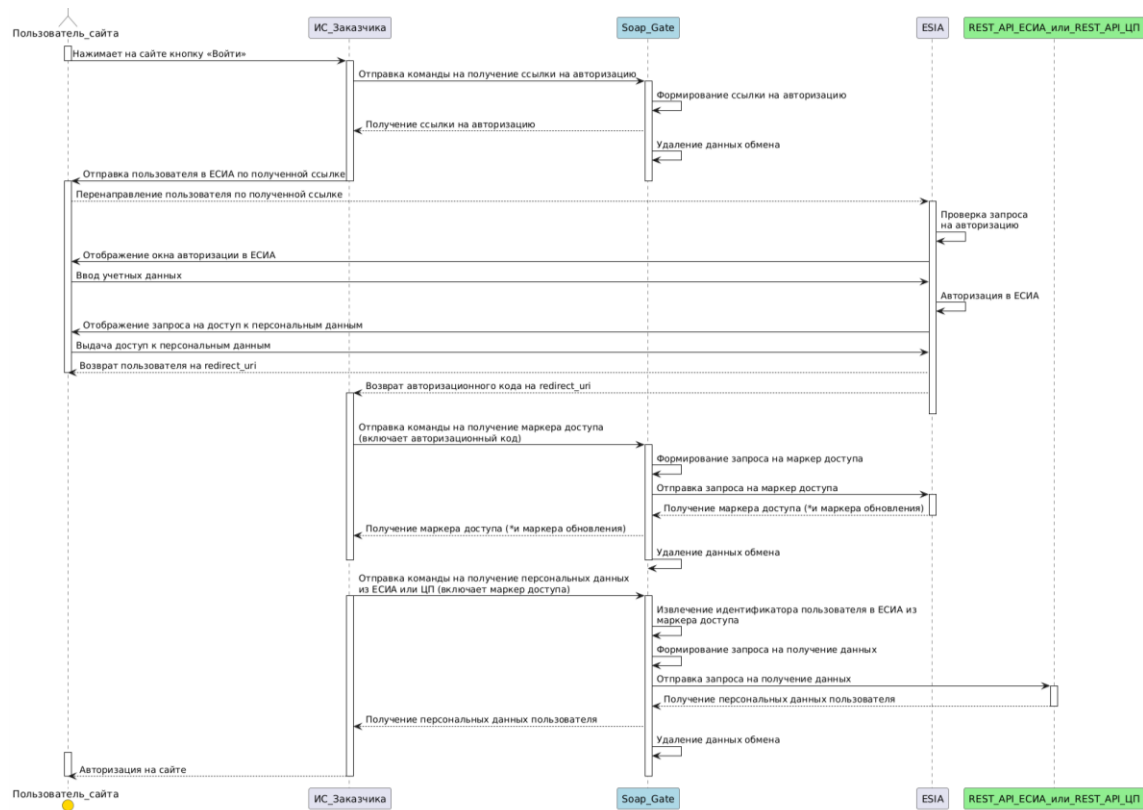 Пользователь_сайта
ИС_Заказчика
Soap_Gate
ESIA
REST_API_ЕСИА_или_REST_API_ЦП
Нажимает на сайте кнопку «Войти»
Отправка команды на получение ссылки на авторизацию
Формирование ссылки на авторизацию
Получение ссылки на авторизацию
Удаление данных обмена
Отправка пользователя в ЕСИА по полученной ссылке
Перенаправление пользователя по полученной ссылке
Проверка запроса
на авторизацию
Отображение окна авторизации в ЕСИА
Ввод учетных данных
Авторизация в ЕСИА
Отображение запроса на доступ к персональным данным
Выдача доступ к персональным данным
Возврат пользователя на redirect_uri
Возврат авторизационного кода на redirect_uri
Отправка команды на получение маркера доступа
(включает авторизационный код)
Формирование запроса на маркер доступа
Отправка запроса на маркер доступа
Получение маркера доступа (*и маркера обновления)
Получение маркера доступа (*и маркера обновления)
Удаление данных обмена
Отправка команды на получение персональных данных
из ЕСИА или ЦП (включает маркер доступа)
Извлечение идентификатора пользователя в ЕСИА из
маркера доступа
Формирование запроса на получение данных
Отправка запроса на получение данных
Получение персональных данных пользователя
Получение персональных данных пользователя
Удаление данных обмена
Авторизация на сайте
Пользователь_сайта
ИС_Заказчика
Soap_Gate
ESIA
REST_API_ЕСИА_или_REST_API_ЦП